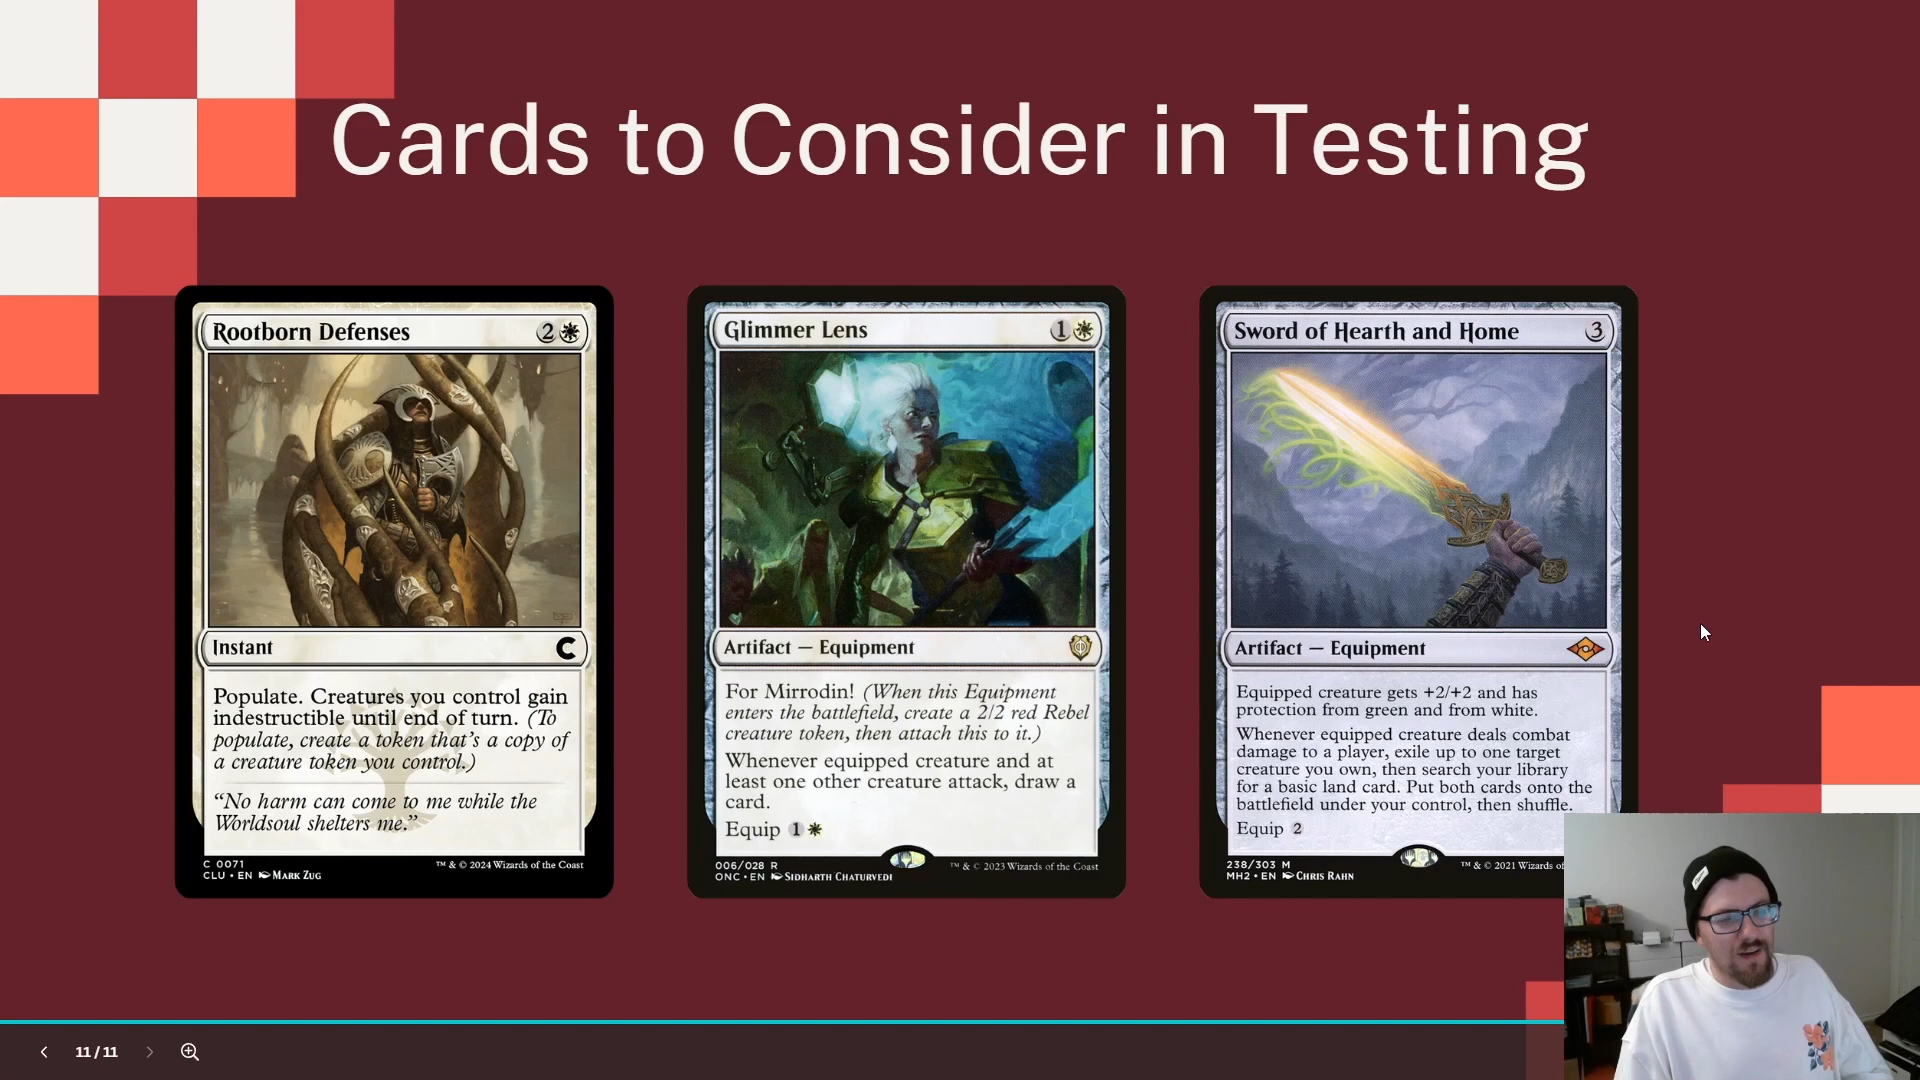 Cards to Consider in Testing
Rootborn Defenses 2
Instant
Populate. Creatures you control gain
indestructible until end of turn. (To
populate, create a token that's a copy of
a creature token you control.)
"No harm can come to me while the
Worldsoul shelters me."
C 0071
CLU • EN Mark Zug
™ & © 2024 Wizards of the Coast
Glimmer Lens 1
Artifact — Equipment
For Mirrodin! (When this Equipment
enters the battlefield, create a 2/2 red Rebel
creature token, then attach this to it.)
Whenever equipped creature and at
least one other creature attack, draw a
card.
Equip 1
006/028 R
ONC • EN Sidharth Chaturvedi
™ & © 2023 Wizards of the Coast
Sword of Hearth and Home 3
Artifact — Equipment
Equipped creature gets +2/+2 and has
protection from green and from white.
Whenever equipped creature deals combat
damage to a player, exile up to one target
creature you own, then search your library
for a basic land card. Put both cards onto the
battlefield under your control, then shuffle.
Equip 2
238/303 M
MH2 • EN Chris Rahn
™ & © 2021 Wizards of
11 / 11